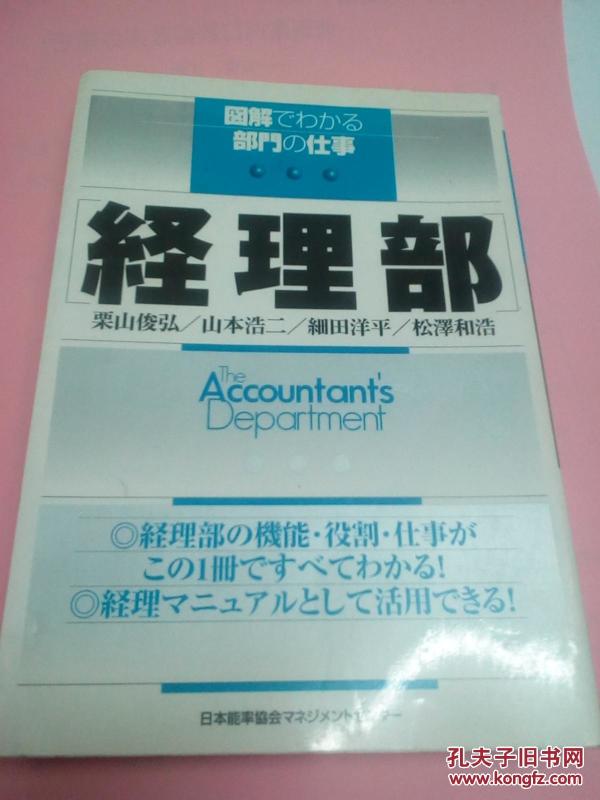 図解でわかる
部門の仕事
[経理部]
栗山俊弘／山本浩二／細田洋平／松澤和浩
The
Accountant's
Department
◎経理部の機能・役割・仕事が
この1冊ですべてわかる!
◎経理マニュアルとして活用できる!
日本能率協会マネジメントセンター
孔夫子旧书网
www.kongfz.com